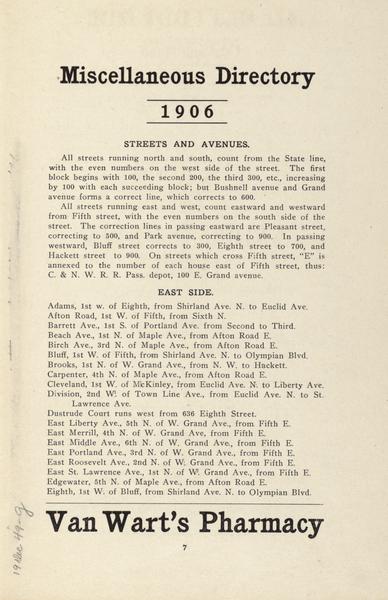 Miscellaneous Directory
1906
STREETS AND AVENUES.
All streets running north and south, count from the State line,
with the even numbers on the west side of the street. The first
block begins with 100, the second 200, the third 300, etc., increasing
by 100 with each succeeding block; but Bushnell avenue and Grand
avenue forms a correct line, which corrects to 600.
All streets running east and west, count eastward and westward
from Fifth street, with the even numbers on the south side of the
street. The correction lines in passing eastward are Pleasant street,
correcting to 500, and Park avenue, correcting to 900. In passing
westward, Bluff street corrects to 300, Eighth street to 700, and
Hackett street to 900. On streets which cross Fifth street, "E" is
annexed to the number of each house east of Fifth street, thus:
C. & N. W. R. R. Pass. depot, 100 E. Grand avenue.
EAST SIDE.
Adams, 1st w. of Eighth, from Shirland Ave. N. to Euclid Ave.
Afton Road, 1st W. of Fifth, from Sixth N.
Barrett Ave., 1st S. of Portland Ave. from Second to Third.
Beach Ave., 1st N. of Maple Ave., from Afton Road E.
Birch Ave., 3rd N. of Maple Ave., from Afton Road E.
Bluff, 1st W. of Fifth, from Shirland Ave. N. to Olympian Blvd.
Brooks, 1st N. of W. Grand Ave., from N. W. to Hackett.
Carpenter, 4th N. of Maple Ave., from Afton Road E.
Cleveland, 1st W. of McKinley, from Euclid Ave. N. to Liberty Ave.
Division, 2nd W. of Town Line Ave., from Euclid Ave. N. to St.
Lawrence Ave.
Dustrude Court runs west from 636 Eighth Street.
East Liberty Ave., 5th N. of W. Grand Ave., from Fifth E.
East Merrill, 4th N. of W. Grand Ave, from Fifth E.
East Middle Ave., 6th N. of W. Grand Ave., from Fifth E.
East Portland Ave., 3rd N. of W. Grand Ave., from Fifth E.
East Roosevelt Ave., 2nd N. of W. Grand Ave., from Fifth E.
East St. Lawrence Ave., 1st N. of W. Grand Ave., from Fifth E.
Edgewater, 5th N. of Maple Ave., from Afton Road E.
Eighth, 1st W. of Bluff, from Shirland Ave. N. to Olympian Blvd.
Van Wart's Pharmacy
7